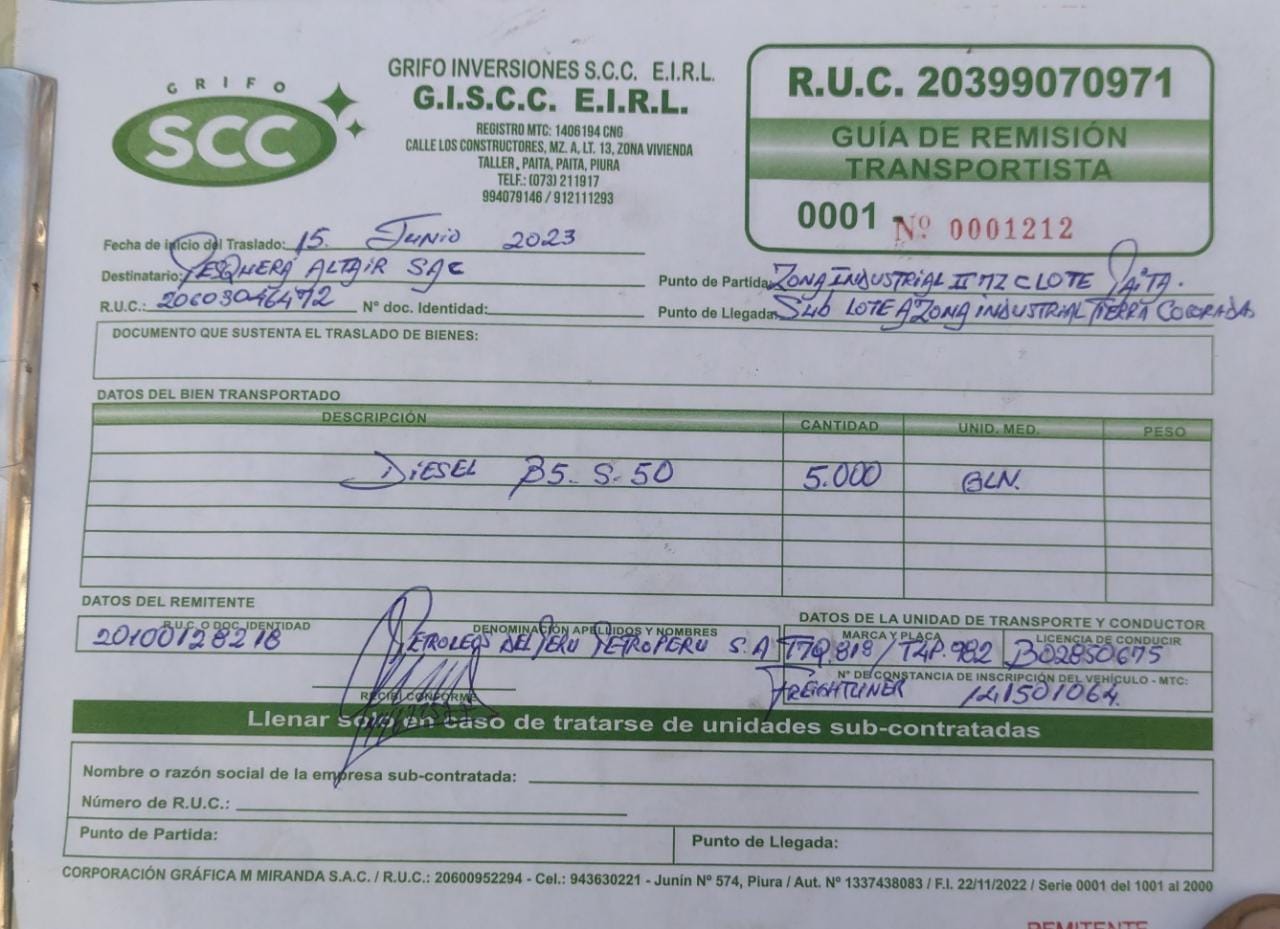 GRIFO
SCC
GRIFO INVERSIONES S.C.C. E.I.R.L.
G.I.S.C.C. E.I.R.L.
REGISTRO MTC: 1406194 CNG
CALLE LOS CONSTRUCTORES, MZ. A, LT. 13, ZONA VIVIENDA
TALLER, PAITA, PAITA, PIURA
TELF.: (073) 211917
994079146 / 912111293
R.U.C. 20399070971
GUÍA DE REMISIÓN
TRANSPORTISTA
0001 - Nº 0001212
Fecha de inicio del Traslado: 15. Junio 2023
Destinatario: PESQUERA ALTAIR SAC
R.U.C.: 20603046472 N° doc. Identidad:
Punto de Partida: ZONA INDUSTRIAL II MZ C LOTE PAITA.
Punto de Llegada: Sub LOTE A ZONA INDUSTRIAL TIERRA COLORADA
DOCUMENTO QUE SUSTENTA EL TRASLADO DE BIENES:
DATOS DEL BIEN TRANSPORTADO
DESCRIPCIÓN CANTIDAD UNID. MED. PESO
DIESEL B5. S-50 5.000 GLN.
DATOS DEL REMITENTE
R.U.C. O DOC. IDENTIDAD DENOMINACIÓN APELLIDOS Y NOMBRES
20100128218 PETROLEOS DEL PERU PETROPERU S.A
DATOS DE LA UNIDAD DE TRANSPORTE Y CONDUCTOR
MARCA Y PLACA LICENCIA DE CONDUCIR
T7Q.818 / T4P.982 B02850675
N° DE CONSTANCIA DE INSCRIPCIÓN DEL VEHÍCULO - MTC:
FREIGHTLINER 141501064.
RECIBÍ CONFORME
Llenar solo en caso de tratarse de unidades sub-contratadas
Nombre o razón social de la empresa sub-contratada:
Número de R.U.C.:
Punto de Partida: Punto de Llegada:
CORPORACIÓN GRÁFICA M MIRANDA S.A.C. / R.U.C.: 20600952294 - Cel.: 943630221 - Junín Nº 574, Piura / Aut. Nº 1337438083 / F.I. 22/11/2022 / Serie 0001 del 1001 al 2000
REMITENTE